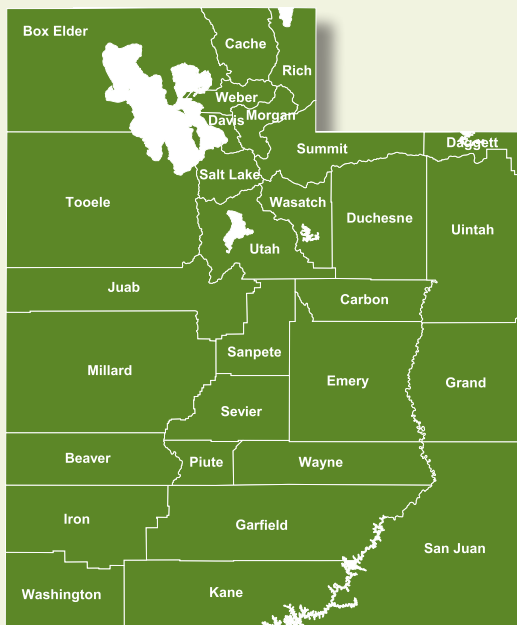 Box Elder
Cache
Rich
Weber
Davis
Morgan
Summit
Daggett
Salt Lake
Tooele
Wasatch
Duchesne
Uintah
Utah
Juab
Carbon
Sanpete
Millard
Emery
Grand
Sevier
Beaver
Piute
Wayne
Iron
Garfield
San Juan
Washington
Kane